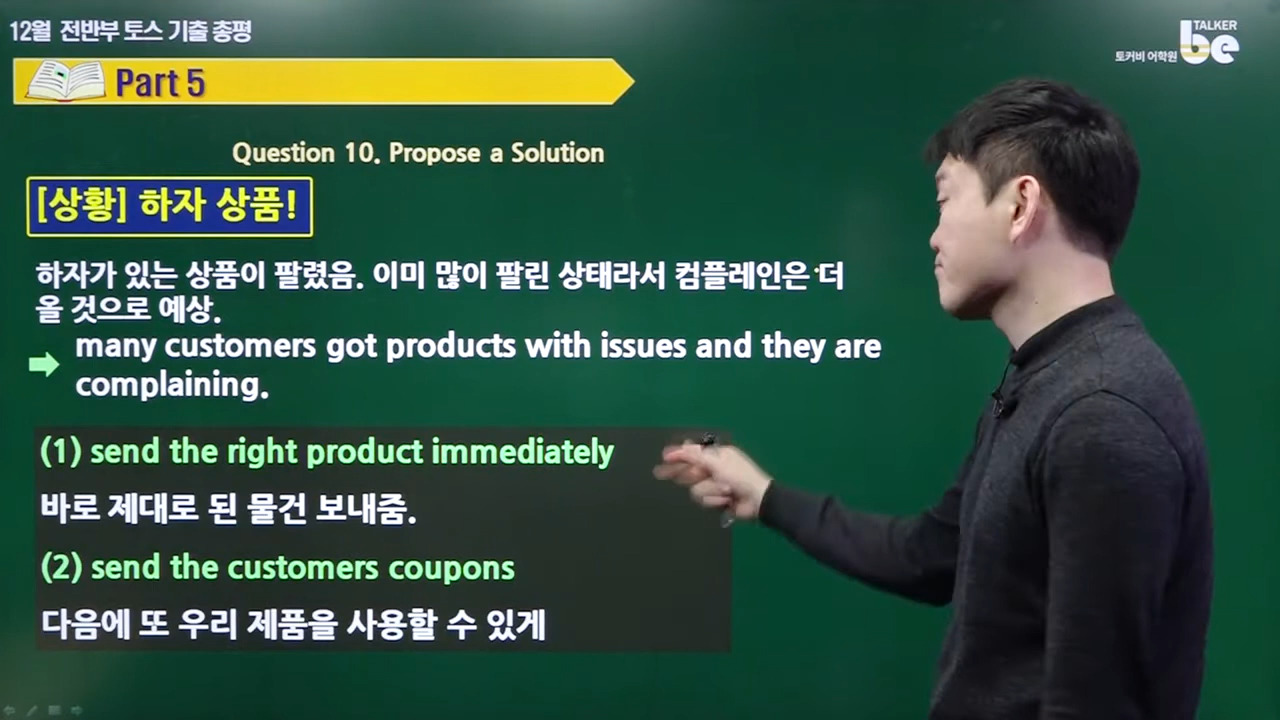 12월 전반부 토스 기출 총평
TALKER
be
토커비 어학원
Part 5
Question 10. Propose a Solution
[상황] 하자 상품!
하자가 있는 상품이 팔렸음. 이미 많이 팔린 상태라서 컴플레인은 더
올 것으로 예상.
many customers got products with issues and they are
complaining.
(1) send the right product immediately
바로 제대로 된 물건 보내줌.
(2) send the customers coupons
다음에 또 우리 제품을 사용할 수 있게